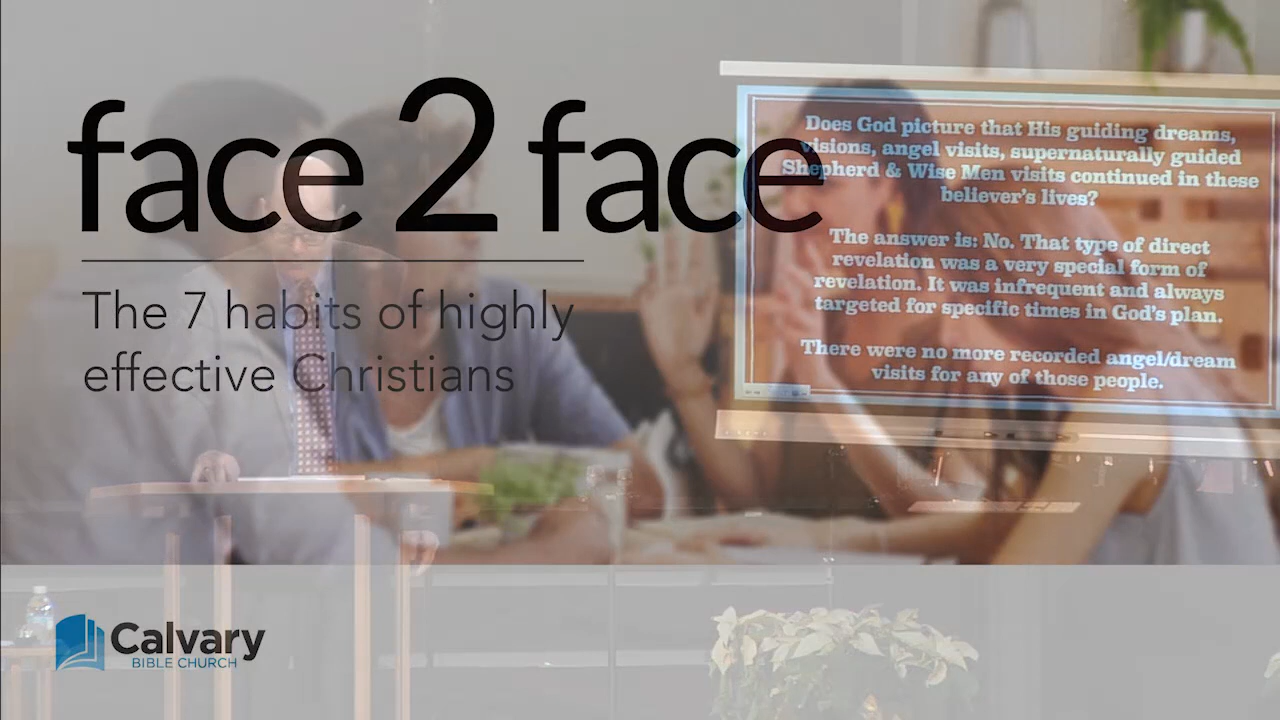 face 2 face
The 7 habits of highly
effective Christians
Does God picture that His guiding dreams,
visions, angel visits, supernaturally guided
Shepherd & Wise Men visits continued in these
believer's lives?
The answer is: No. That type of direct
revelation was a very special form of
revelation. It was infrequent and always
targeted for specific times in God's plan.
There were no more recorded angel/dream
visits for any of those people.
Calvary
BIBLE CHURCH